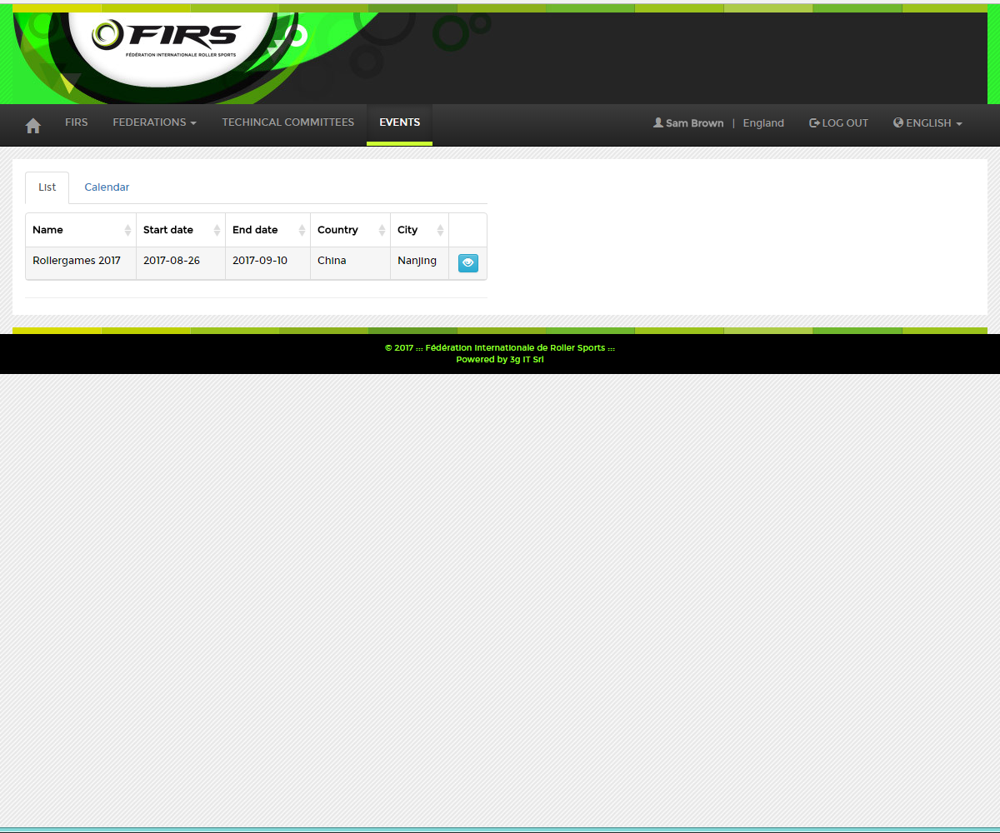 FIRS
FÉDÉRATION INTERNATIONALE ROLLER SPORTS
FIRS FEDERATIONS TECHINCAL COMMITTEES EVENTS Sam Brown | England LOG OUT ENGLISH
List Calendar
Name Start date End date Country City
Rollergames 2017 2017-08-26 2017-09-10 China Nanjing
© 2017 ::: Fédération Internationale de Roller Sports :::
Powered by 3g IT Srl